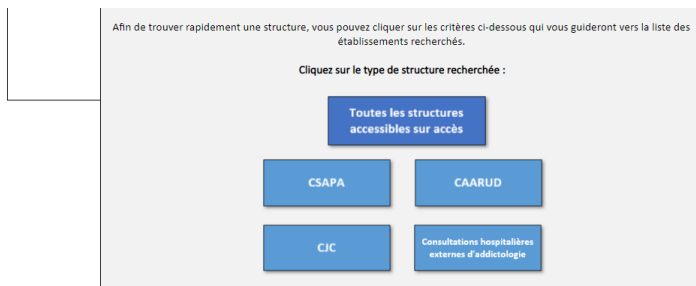 Afin de trouver rapidement une structure, vous pouvez cliquer sur les critères ci-dessous qui vous guideront vers la liste des
établissements recherchés.
Cliquez sur le type de structure recherchée :
Toutes les structures
accessibles sur accès
CSAPA
CAARUD
CJC
Consultations hospitalières
externes d'addictologie